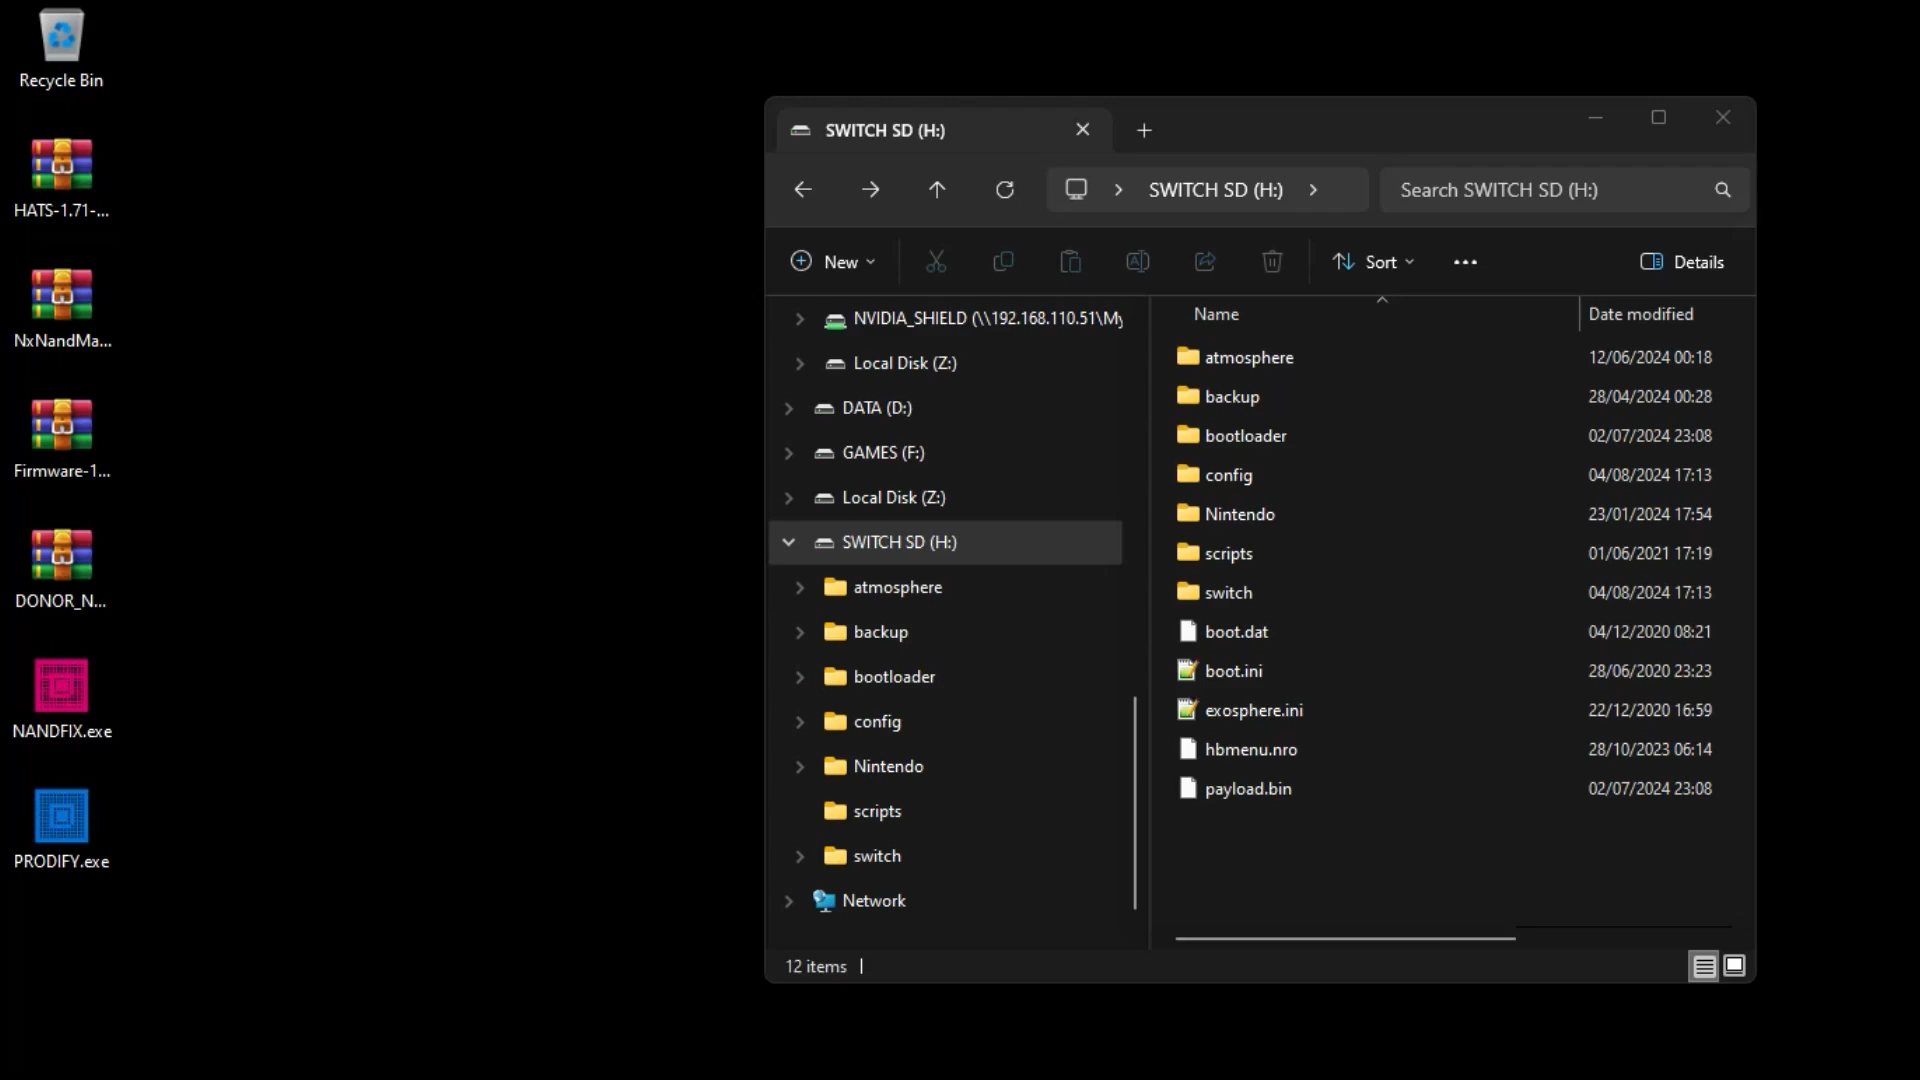 Recycle Bin
HATS-1.71-...
NxNandMa...
Firmware-1...
DONOR_N...
NANDFIX.exe
PRODIFY.exe
SWITCH SD (H:)
SWITCH SD (H:)
Search SWITCH SD (H:)
New
Sort
Details
NVIDIA_SHIELD (\\192.168.110.51\My
Local Disk (Z:)
DATA (D:)
GAMES (F:)
Local Disk (Z:)
SWITCH SD (H:)
atmosphere
backup
bootloader
config
Nintendo
scripts
switch
Network
Name Date modified
atmosphere 12/06/2024 00:18
backup 28/04/2024 00:28
bootloader 02/07/2024 23:08
config 04/08/2024 17:13
Nintendo 23/01/2024 17:54
scripts 01/06/2021 17:19
switch 04/08/2024 17:13
boot.dat 04/12/2020 08:21
boot.ini 28/06/2020 23:23
exosphere.ini 22/12/2020 16:59
hbmenu.nro 28/10/2023 06:14
payload.bin 02/07/2024 23:08
12 items